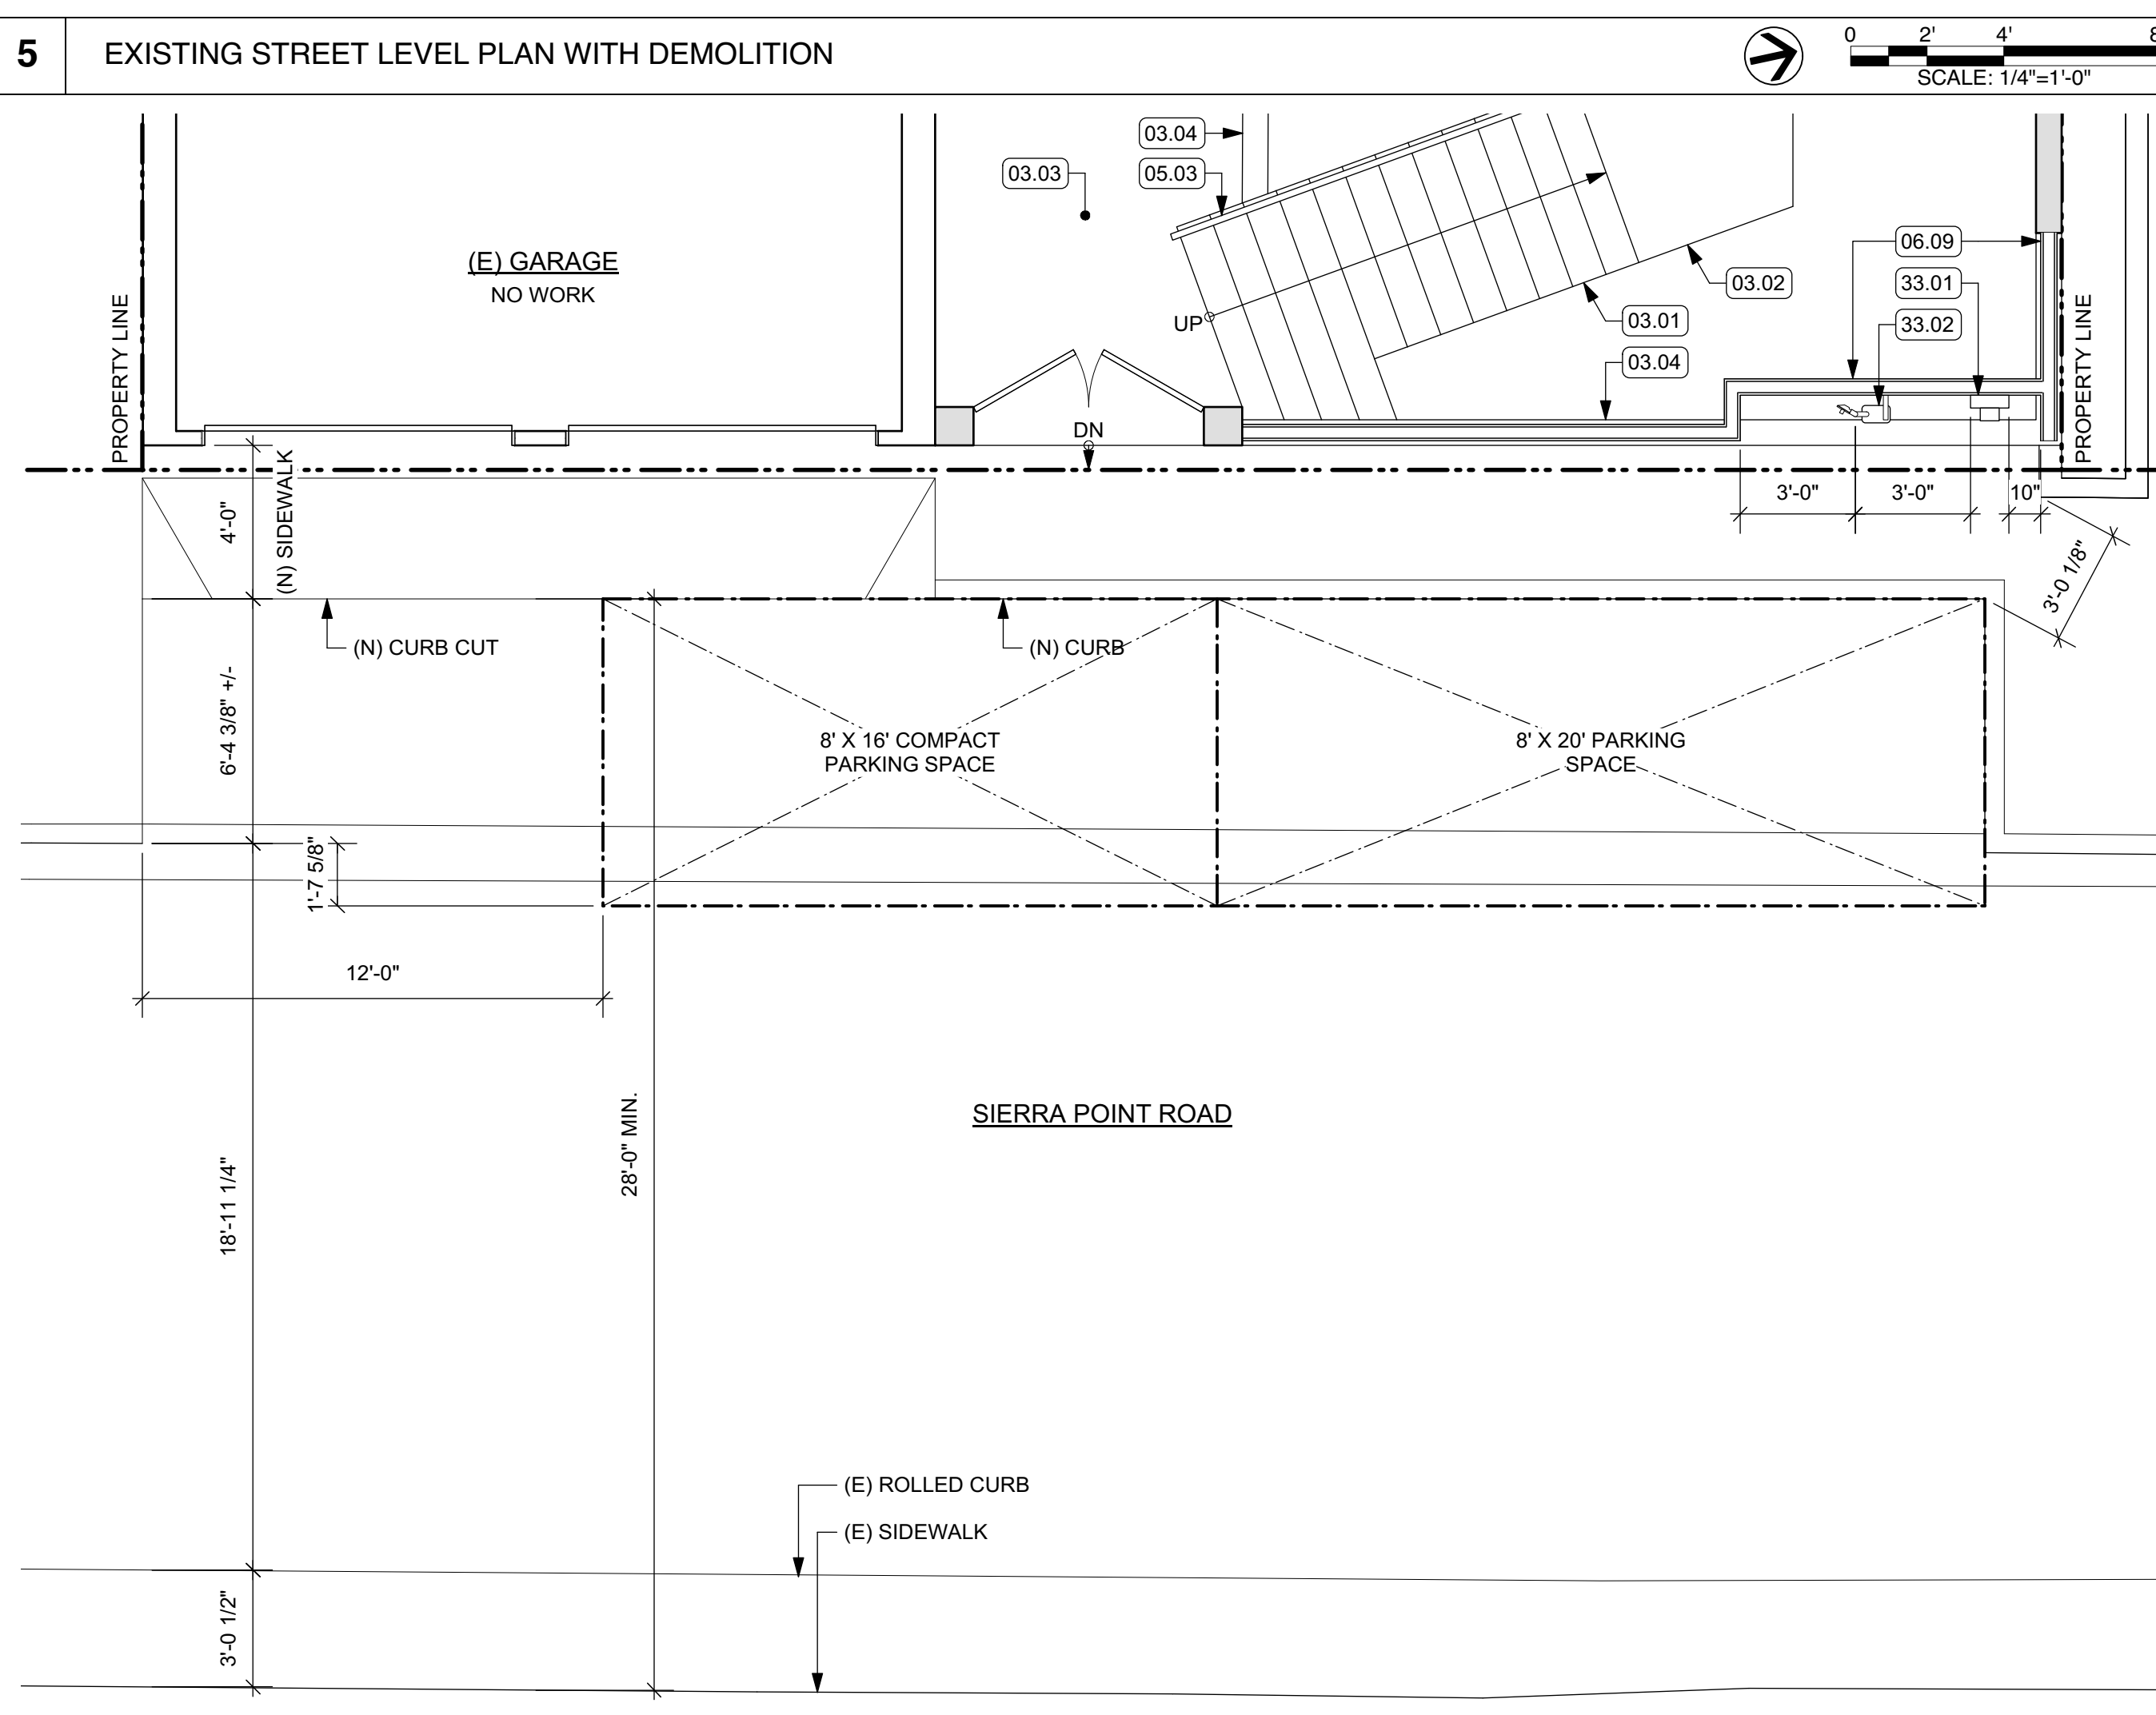 5 EXISTING STREET LEVEL PLAN WITH DEMOLITION
0 2' 4' 8
SCALE: 1/4"=1'-0"
03.04
03.03
05.03
(E) GARAGE
NO WORK
06.09
33.01
33.02
03.02
03.01
03.04
UP
DN
PROPERTY LINE
PROPERTY LINE
(N) SIDEWALK
4'-0"
3'-0"
3'-0"
10"
3'-0 1/8"
(N) CURB CUT
(N) CURB
6'-4 3/8" +/-
8' X 16' COMPACT
PARKING SPACE
8' X 20' PARKING
SPACE
1'-7 5/8"
12'-0"
28'-0" MIN.
SIERRA POINT ROAD
18'-11 1/4"
(E) ROLLED CURB
(E) SIDEWALK
3'-0 1/2"